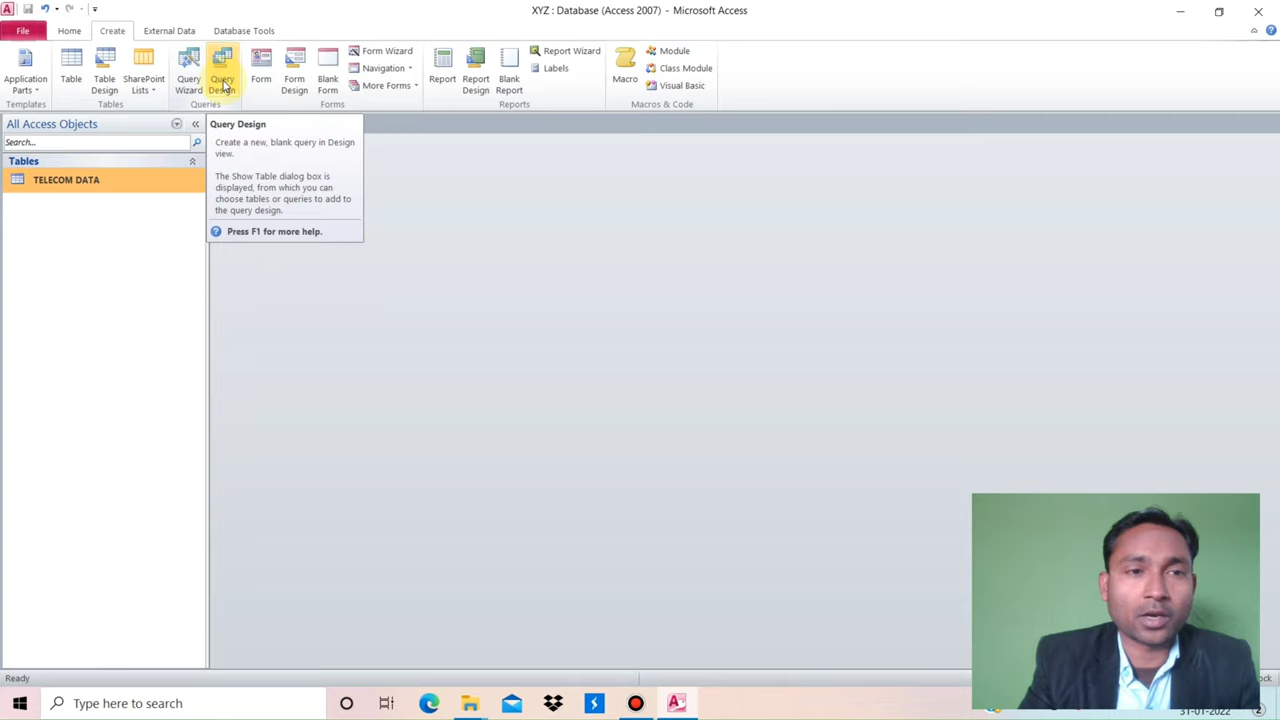 XYZ : Database (Access 2007) - Microsoft Access
File Home Create External Data Database Tools
Application Parts
Table
Table Design
SharePoint Lists
Query Wizard
Query Design
Form
Form Design
Blank Form
Form Wizard
Navigation
More Forms
Report
Report Design
Blank Report
Report Wizard
Labels
Macro
Module
Class Module
Visual Basic
Templates Tables Queries Forms Reports Macros & Code
All Access Objects
Search...
Tables
TELECOM DATA
Query Design
Create a new, blank query in Design
view.
The Show Table dialog box is
displayed, from which you can
choose tables or queries to add to
the query design.
Press F1 for more help.
Ready
Type here to search
31-01-2022
2